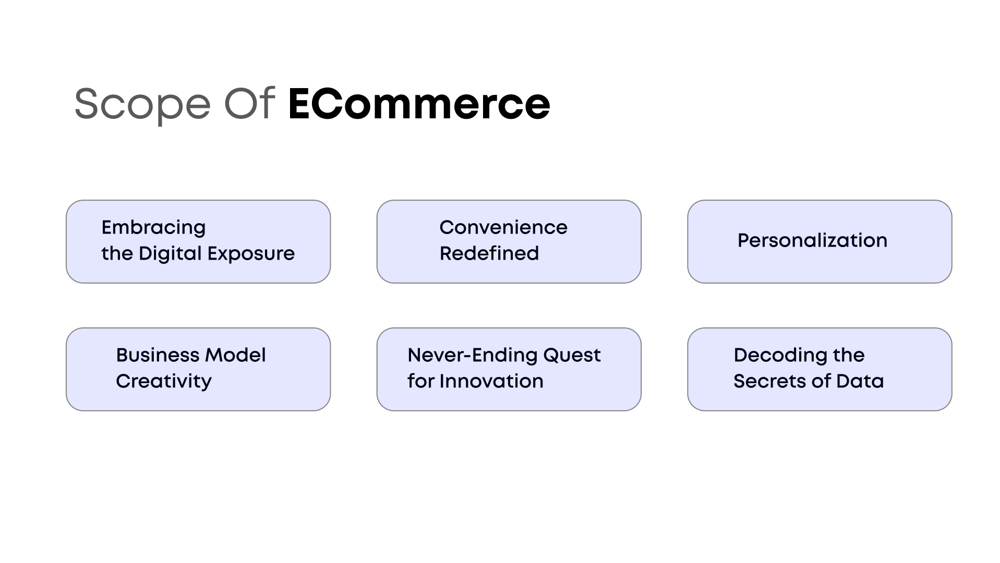 Scope Of ECommerce
Embracing
the Digital Exposure
Convenience
Redefined
Personalization
Business Model
Creativity
Never-Ending Quest
for Innovation
Decoding the
Secrets of Data